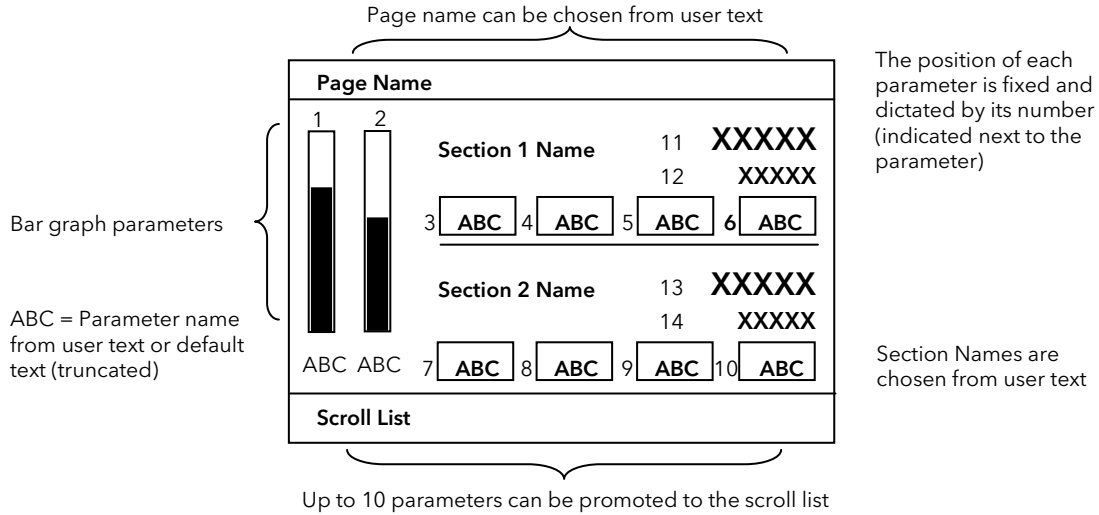 Page name can be chosen from user text
Page Name
1 2
Section 1 Name 11 XXXXX
12 XXXXX
3 ABC 4 ABC 5 ABC 6 ABC
Section 2 Name 13 XXXXX
14 XXXXX
ABC ABC 7 ABC 8 ABC 9 ABC 10 ABC
Scroll List
Up to 10 parameters can be promoted to the scroll list
Bar graph parameters
ABC = Parameter name
from user text or default
text (truncated)
The position of each
parameter is fixed and
dictated by its number
(indicated next to the
parameter)
Section Names are
chosen from user text